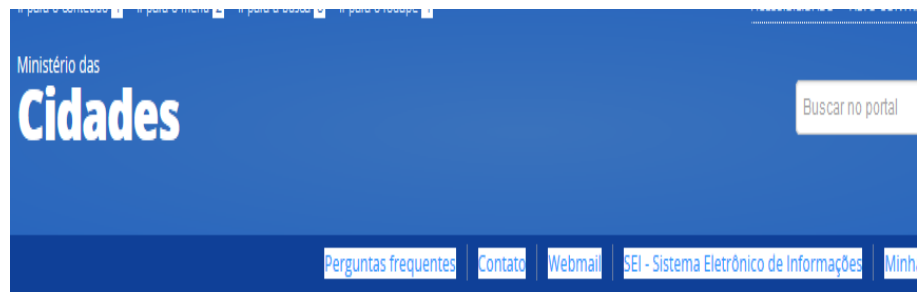 Ministério das
Cidades
Buscar no portal
Perguntas frequentes Contato Webmail SEI - Sistema Eletrônico de Informações